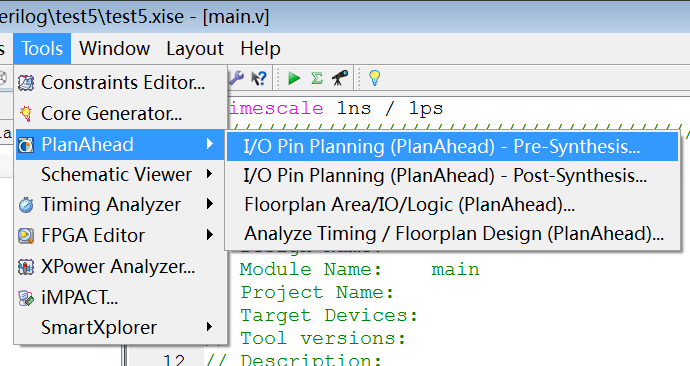 erilog\test5\test5.xise - [main.v]
s Tools Window Layout Help
Constraints Editor...
Core Generator...
PlanAhead
Schematic Viewer
Timing Analyzer
FPGA Editor
XPower Analyzer...
iMPACT...
SmartXplorer
I/O Pin Planning (PlanAhead) - Pre-Synthesis...
I/O Pin Planning (PlanAhead) - Post-Synthesis...
Floorplan Area/IO/Logic (PlanAhead)...
Analyze Timing / Floorplan Design (PlanAhead)...
imescale 1ns / 1ps
Module Name: main
Project Name:
Target Devices:
Tool versions:
12 // Description: